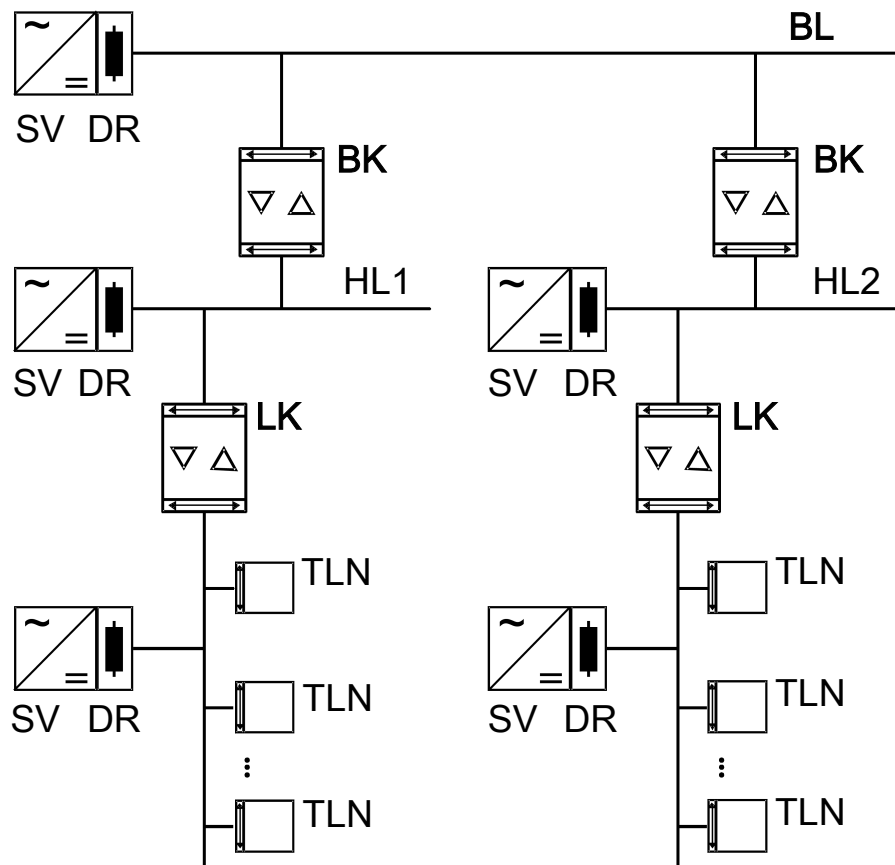 BL
SV DR
BK BK
HL1 HL2
SV DR SV DR
LK LK
TLN TLN
SV DR SV DR
TLN TLN
TLN TLN